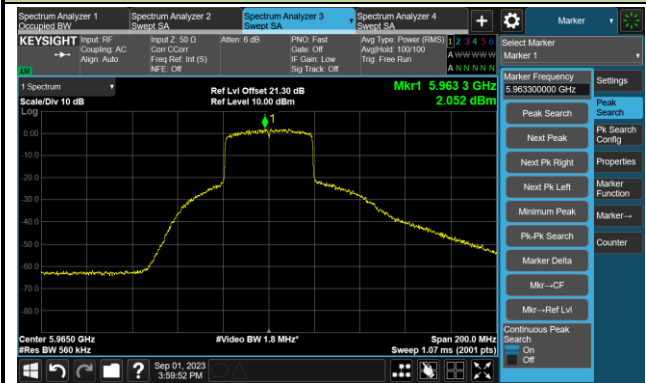 Spectrum Analyzer 1
Occupied BW
Spectrum Analyzer 2
Swept SA
Spectrum Analyzer 3
Swept SA
Spectrum Analyzer 4
Swept SA
Marker
KEYSIGHT
Input: RF
Coupling: AC
Align: Auto
Input Z: 50 Ω
Corr CCorr
Freq Ref: Int (S)
NFE: Off
Atten: 6 dB
PNO: Fast
Gate: Off
IF Gain: Low
Sig Track: Off
Avg Type: Power (RMS)
Avg|Hold: 100/100
Trig: Free Run
1 2 3 4 5 6
A W W W W W
A N N N N N
Select Marker
Marker 1
1 Spectrum
Scale/Div 10 dB
Log
Ref Lvl Offset 21.30 dB
Ref Level 10.00 dBm
Mkr1 5.963 3 GHz
2.052 dBm
1
0.00
-10.0
-20.0
-30.0
-40.0
-50.0
-60.0
-70.0
-80.0
Center 5.9650 GHz
#Res BW 560 kHz
#Video BW 1.8 MHz*
Span 200.0 MHz
Sweep 1.07 ms (2001 pts)
Marker Frequency
5.963300000 GHz
Peak Search
Next Peak
Next Pk Right
Next Pk Left
Minimum Peak
Pk-Pk Search
Marker Delta
Mkr→CF
Mkr→Ref Lvl
Continuous Peak
Search
On
Off
Settings
Peak
Search
Pk Search
Config
Properties
Marker
Function
Marker→
Counter
Sep 01, 2023
3:59:52 PM